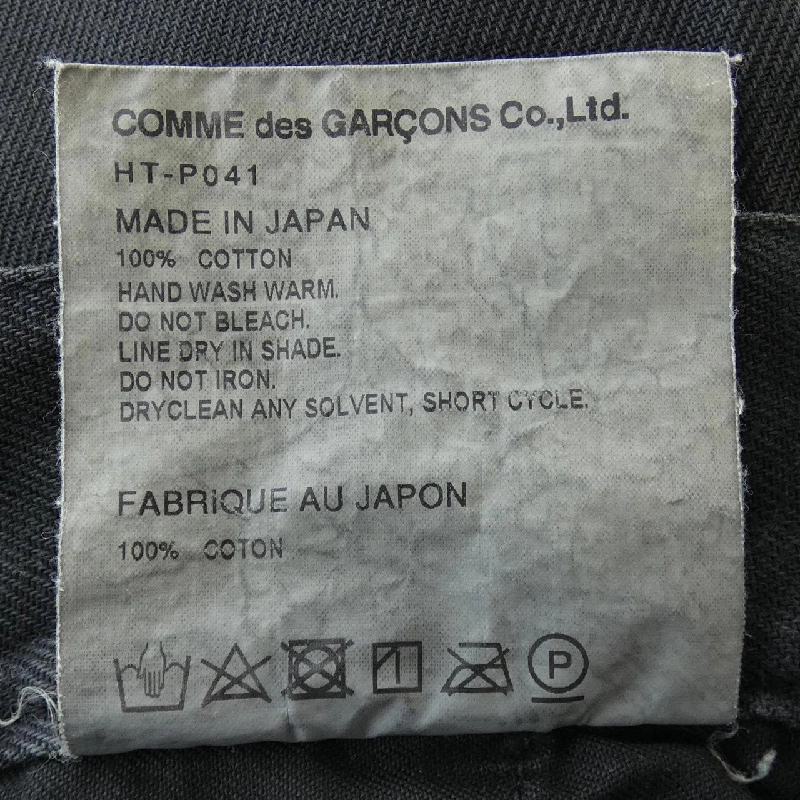 COMME des GARÇONS Co.,Ltd.
HT-P041
MADE IN JAPAN
100% COTTON
HAND WASH WARM.
DO NOT BLEACH.
LINE DRY IN SHADE.
DO NOT IRON.
DRYCLEAN ANY SOLVENT, SHORT CYCLE.
FABRIQUE AU JAPON
100% COTON
P